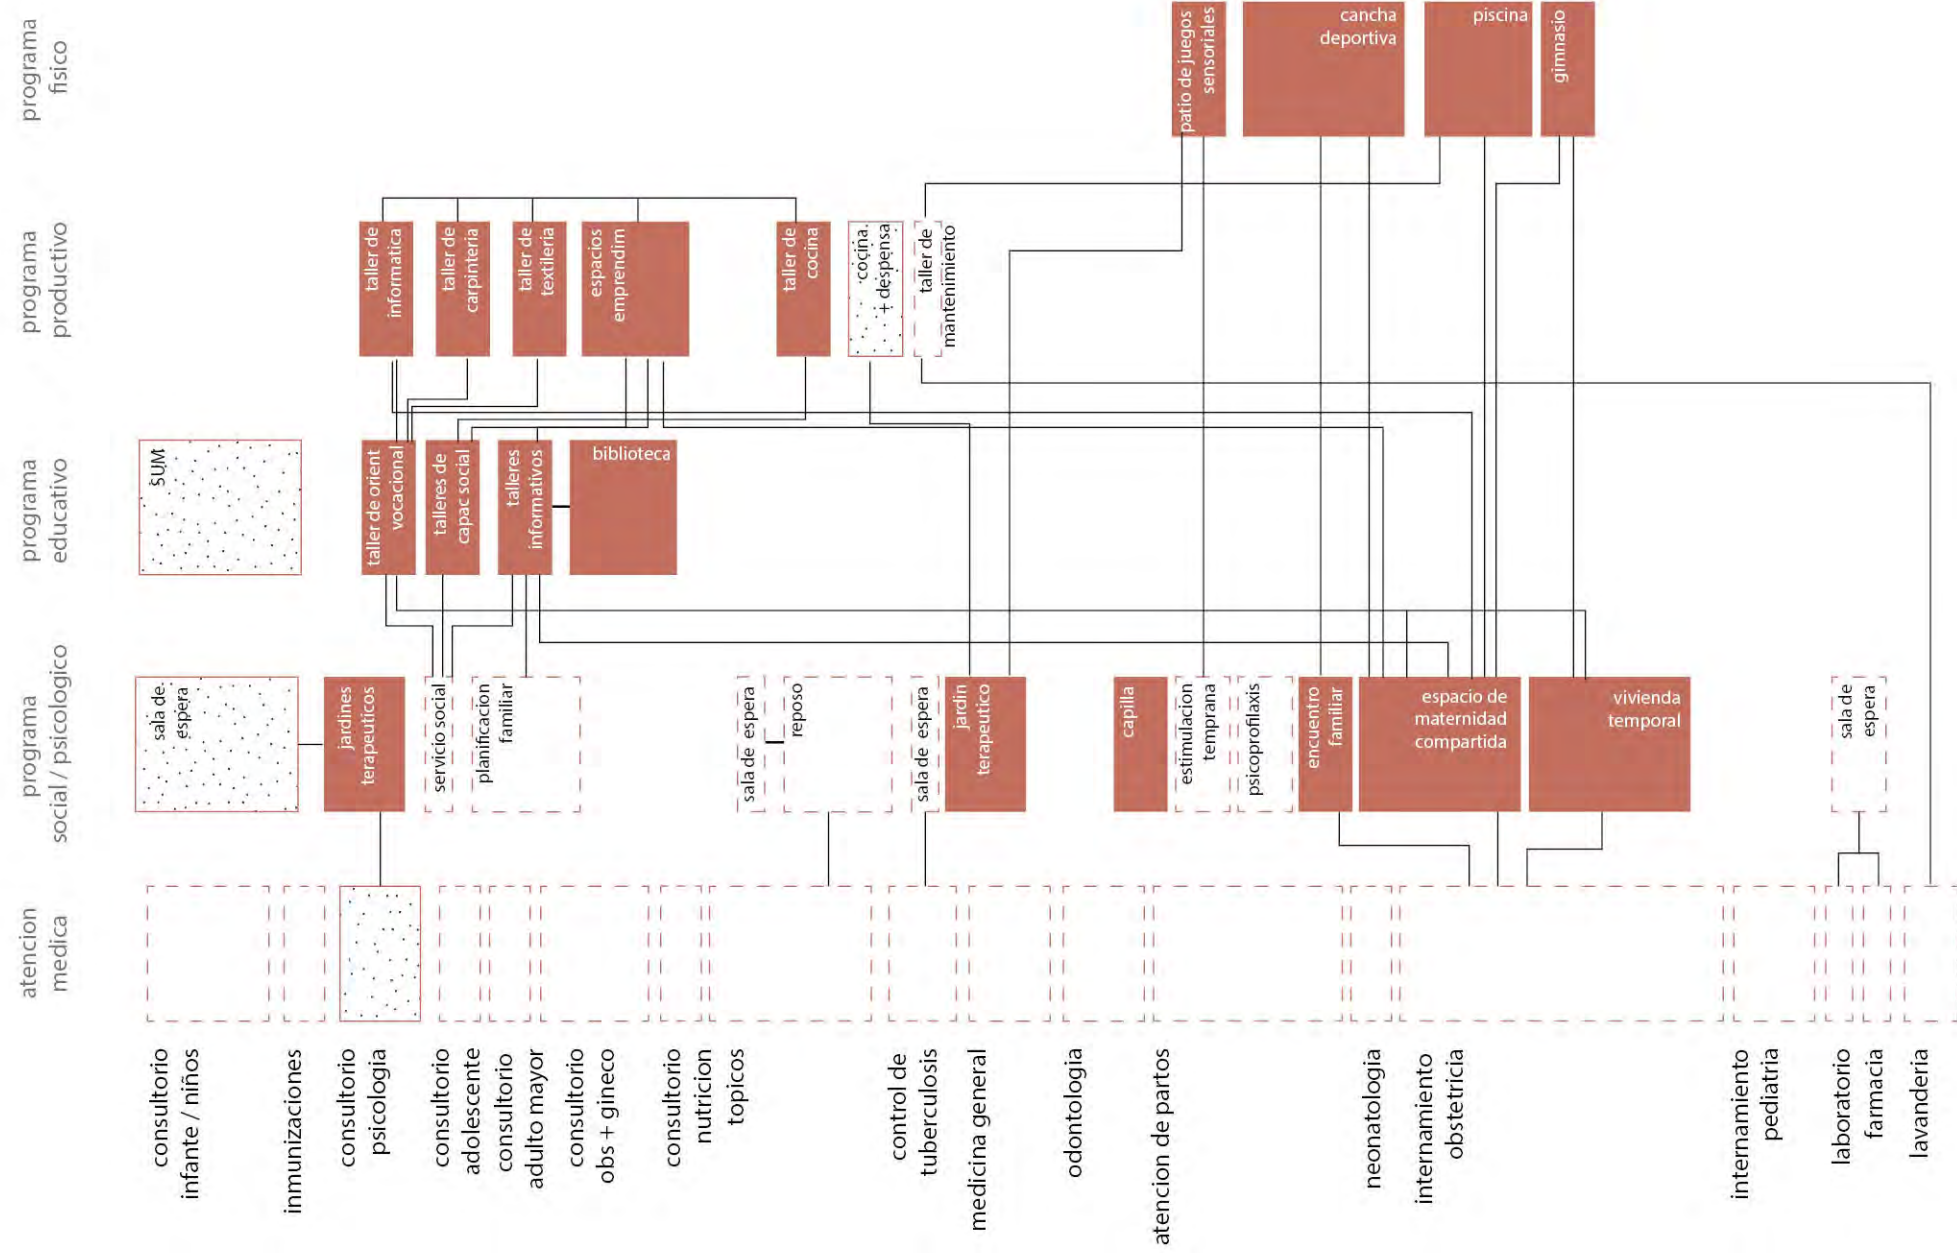 programa
fisico
patio de juegos
sensoriales
cancha
deportiva
piscina
gimnasio
programa
productivo
taller de
informatica
taller de
carpinteria
taller de
textileria
espacios
emprendim
taller de
cocina
cocina
+ despensa
taller de
mantenimiento
programa
educativo
SUM
taller de orient
vocacional
talleres de
capac social
talleres
informativos
biblioteca
programa
social / psicologico
sala de
espera
jardines
terapeuticos
servicio social
planificacion
familiar
sala de espera
reposo
sala de espera
jardin
terapeutico
capilla
estimulacion
temprana
psicoprofilaxis
encuentro
familiar
espacio de
maternidad
compartida
vivienda
temporal
sala de
espera
atencion
medica
consultorio
infante / niños
inmunizaciones
consultorio
psicologia
consultorio
adolescente
consultorio
adulto mayor
consultorio
obs + gineco
consultorio
nutricion
topicos
control de
tuberculosis
medicina general
odontologia
atencion de partos
neonatologia
internamiento
obstetricia
internamiento
pediatria
laboratorio
farmacia
lavanderia